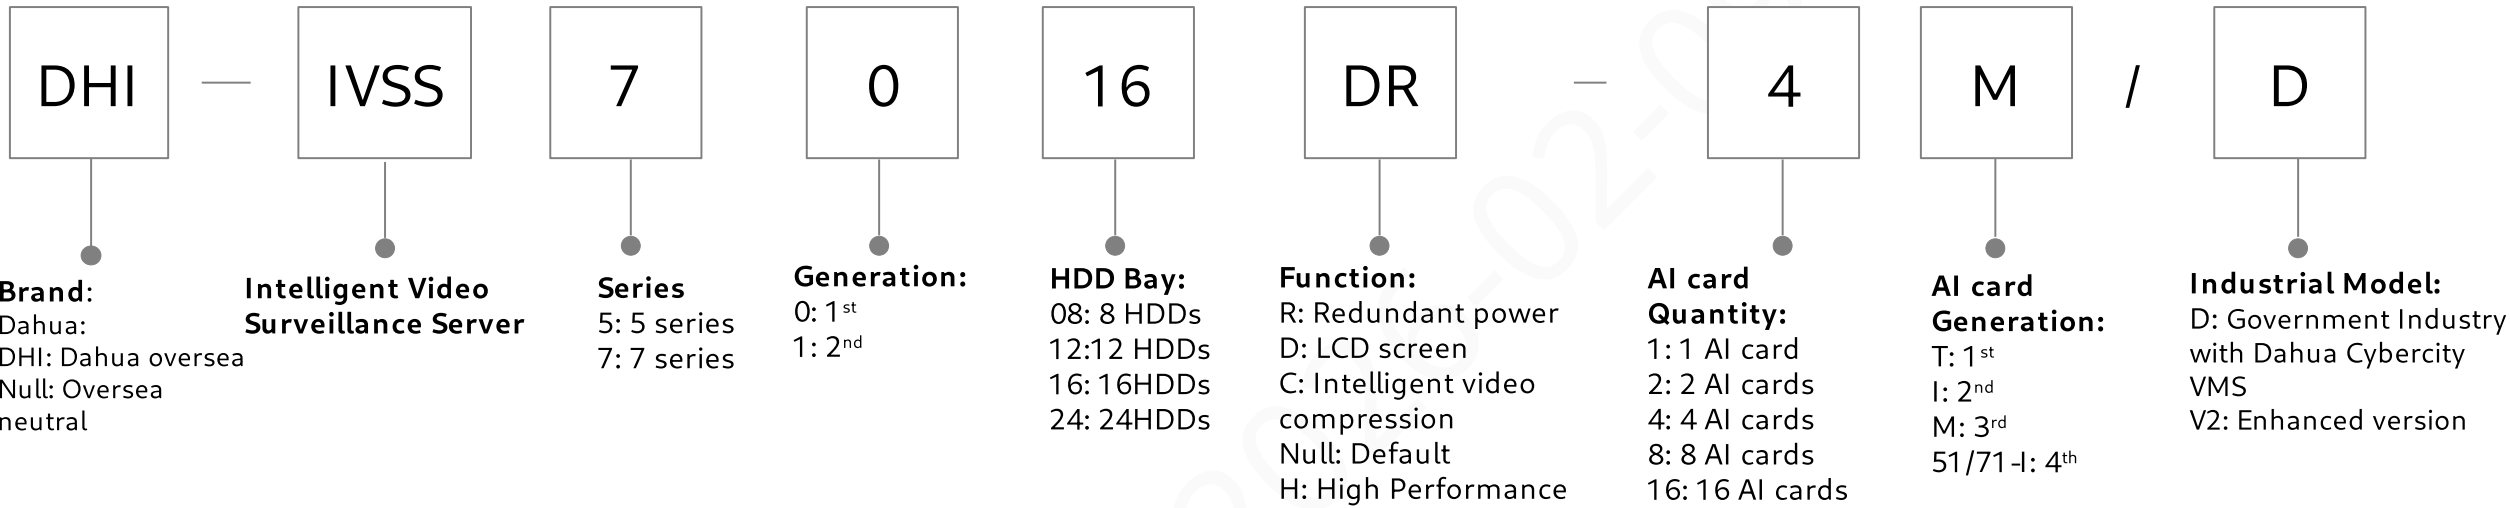 DHI — IVSS 7 0 16 DR — 4 M / D
Brand:
Dahua:
DHI: Dahua oversea
Null: Oversea
neutral
Intelligent Video
Surveillance Server
Series
5: 5 series
7: 7 series
Generation:
0: 1st
1: 2nd
HDD Bay:
08: 8 HDDs
12:12 HDDs
16: 16HDDs
24: 24HDDs
Function:
R: Redundant power
D: LCD screen
C: Intelligent video
compression
Null: Default
H: High Performance
AI card
Quantity:
1: 1 AI card
2: 2 AI cards
4: 4 AI cards
8: 8 AI cards
16: 16 AI cards
AI card
Generation:
T: 1st
I: 2nd
M: 3rd
51/71-I: 4th
Industrial Model:
D: Government Industry
with Dahua Cybercity
VMS
V2: Enhanced version